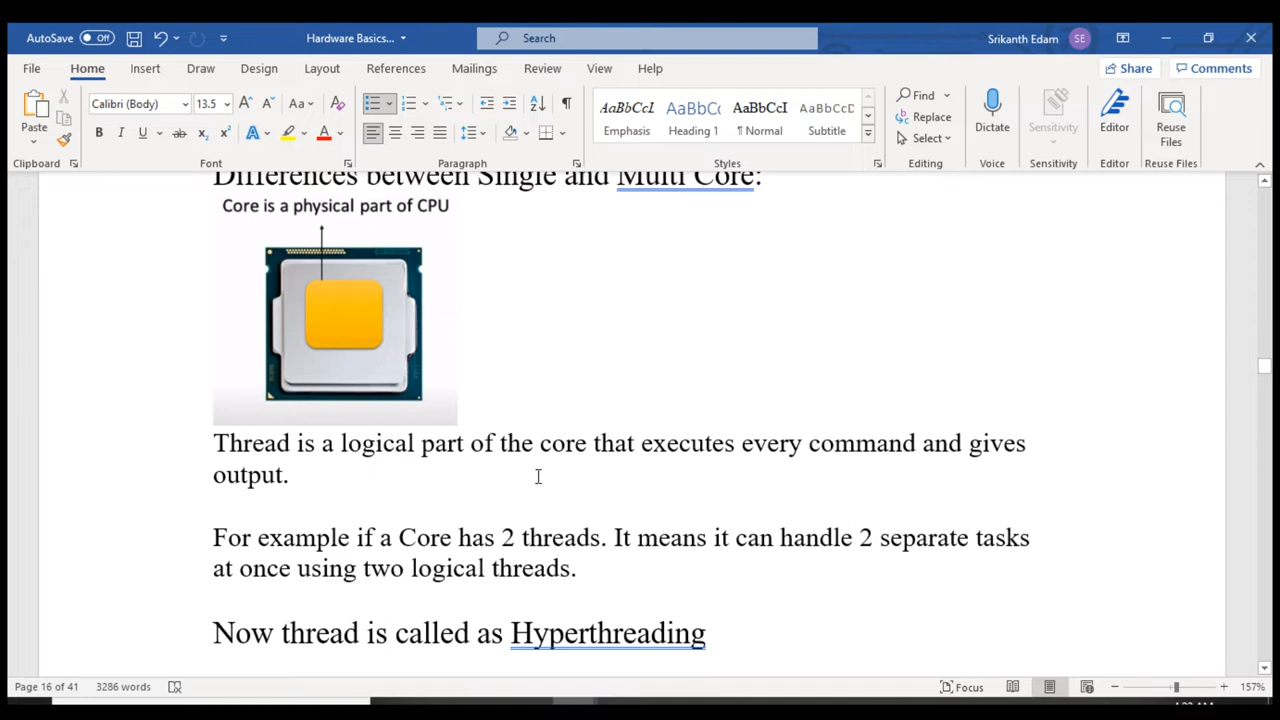 AutoSave Off Hardware Basics... Search Srikanth Edam SE
File Home Insert Draw Design Layout References Mailings Review View Help Share Comments
Calibri (Body) 13.5 A A Aa A AaBbCcI AaBbCc AaBbCcI AaBbCcD Find
Paste B I U ab x₂ x² A A Emphasis Heading 1 ¶ Normal Subtitle Replace Select Dictate Sensitivity Editor Reuse Files
Clipboard Font Paragraph Styles Editing Voice Sensitivity Editor Reuse Files
Differences between Single and Multi Core:
Core is a physical part of CPU
Thread is a logical part of the core that executes every command and gives
output.
For example if a Core has 2 threads. It means it can handle 2 separate tasks
at once using two logical threads.
Now thread is called as Hyperthreading
Page 16 of 41 3286 words Focus 157%